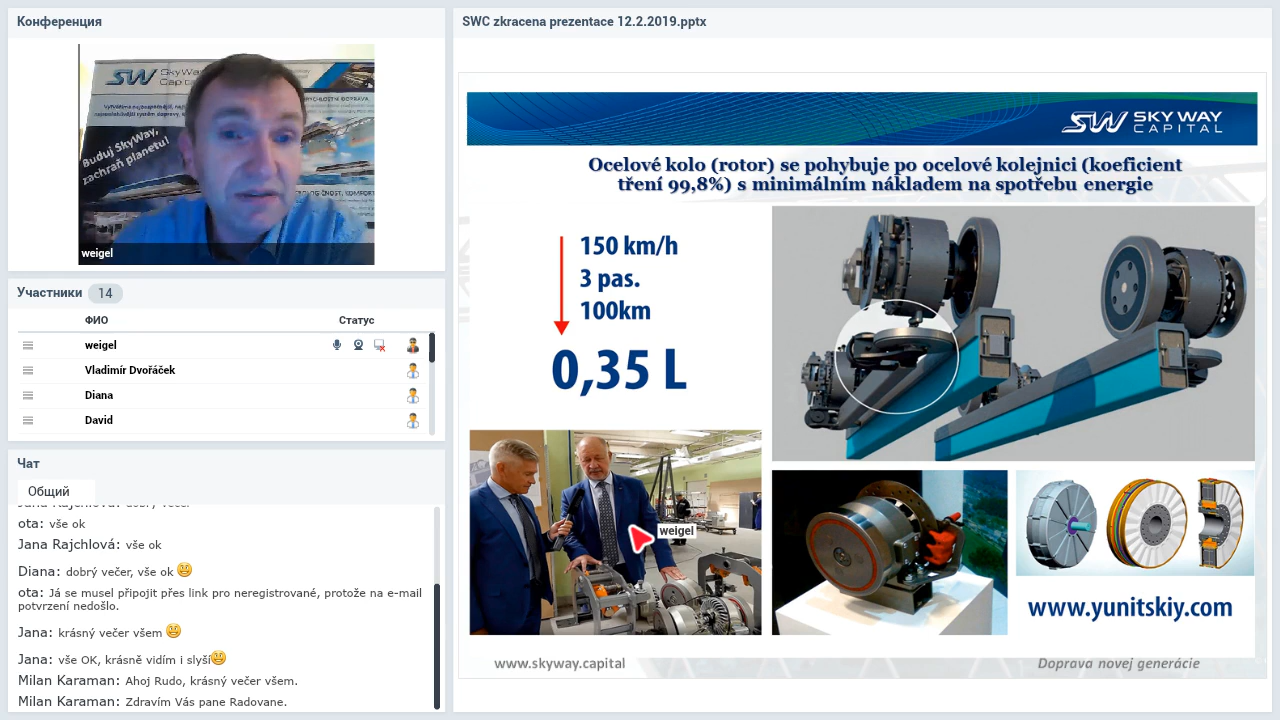 Конференция
SW SkyWay
Capital
Buduj SkyWay,
zachraň planetu!
weigel
Участники 14
ФИО Статус
weigel
Vladimír Dvořáček
Diana
David
Чат
Общий
ota: vše ok
Jana Rajchlová: vše ok
Diana: dobrý večer, vše ok
ota: Já se musel připojit přes link pro neregistrované, protože na e-mail
potvrzení nedošlo.
Jana: krásný večer všem
Jana: vše OK, krásně vidím i slyší
Milan Karaman: Ahoj Rudo, krásný večer všem.
Milan Karaman: Zdravím Vás pane Radovane.
SWC zkracena prezentace 12.2.2019.pptx
SW SKY WAY
CAPITAL
Ocelové kolo (rotor) se pohybuje po ocelové kolejnici (koeficient
tření 99,8%) s minimálním nákladem na spotřebu energie
150 km/h
3 pas.
100km
0,35 L
weigel
www.yunitskiy.com
www.skyway.capital
Doprava novej generácie